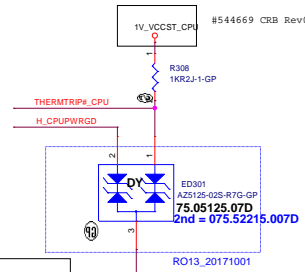 #544669 CRB Rev0
1V_VCCST_CPU
1
R308
1KR2J-1-GP
THERMTRIP#_CPU
H_CPUPWRGD
2
1
DY
ED301
AZ5125-02S-R7G-GP
75.05125.07D
2nd = 075.52215.007D
3
RO13_20171001